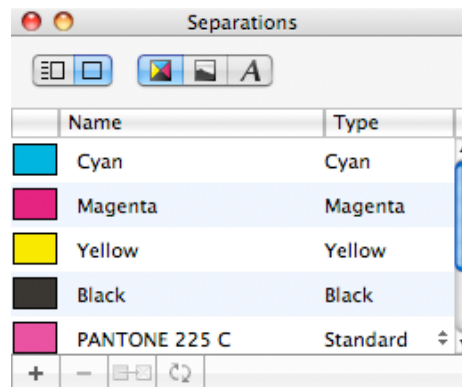 Separations
A
Name Type
Cyan Cyan
Magenta Magenta
Yellow Yellow
Black Black
PANTONE 225 C Standard